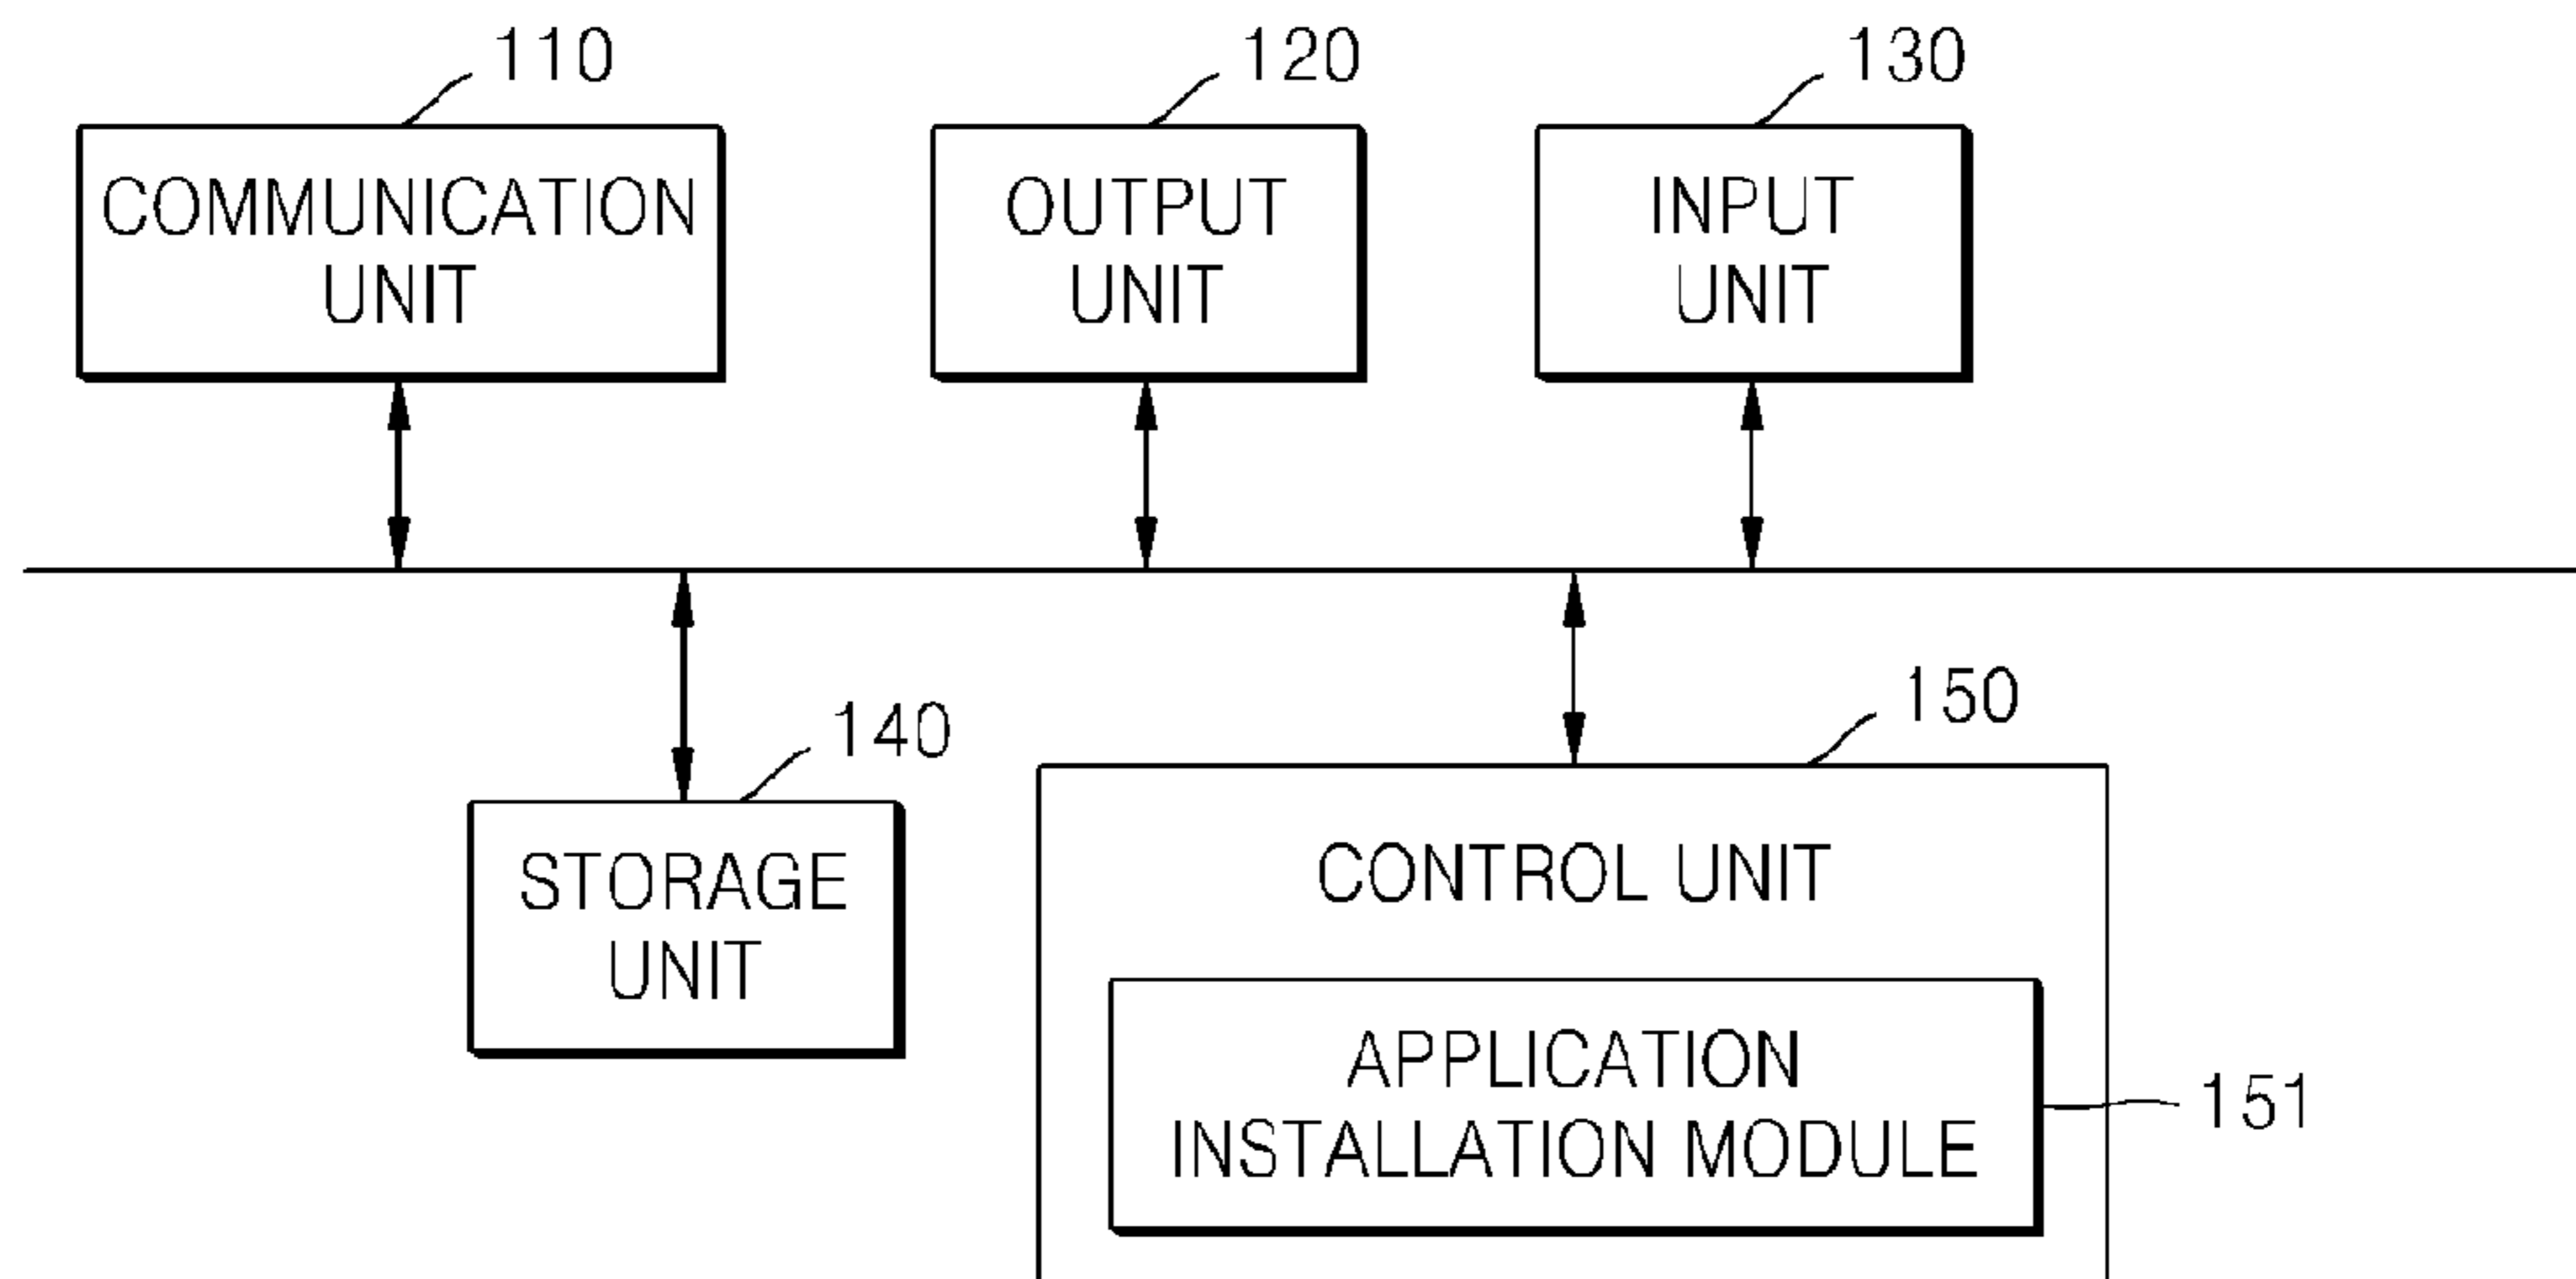 110
120
130
COMMUNICATION
UNIT
OUTPUT
UNIT
INPUT
UNIT
140
150
STORAGE
UNIT
CONTROL UNIT
APPLICATION
INSTALLATION MODULE
151